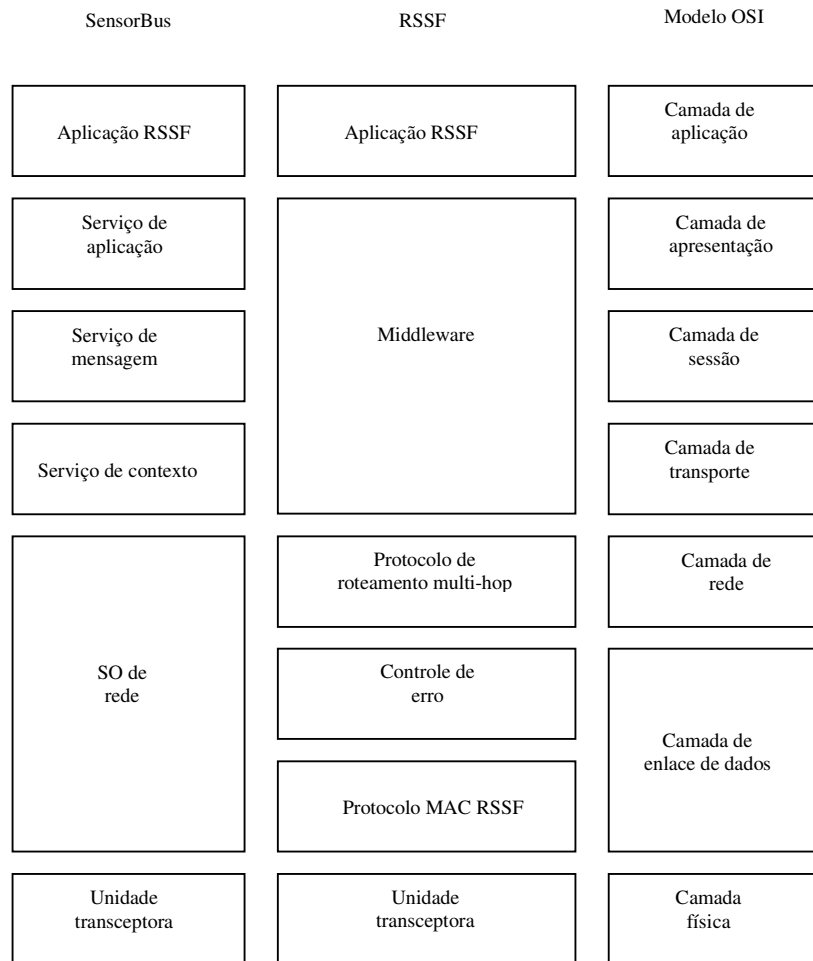 SensorBus
RSSF
Modelo OSI
Aplicação RSSF
Aplicação RSSF
Camada de
aplicação
Serviço de
aplicação
Middleware
Camada de
apresentação
Serviço de
mensagem
Camada de
sessão
Serviço de contexto
Camada de
transporte
SO de
rede
Protocolo de
roteamento multi-hop
Camada de
rede
Controle de
erro
Camada de
enlace de dados
Protocolo MAC RSSF
Unidade
transceptora
Unidade
transceptora
Camada
física